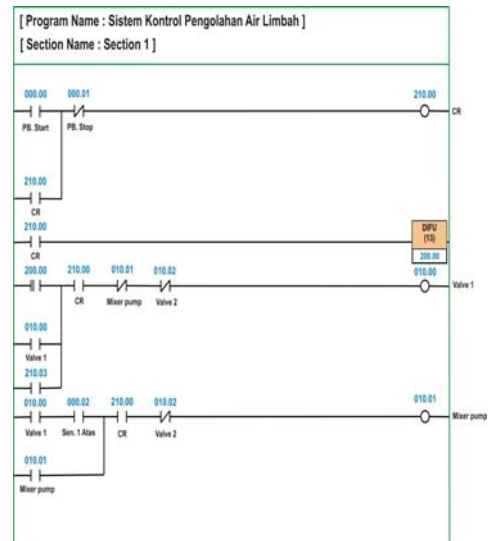 [ Program Name : Sistem Kontrol Pengolahan Air Limbah ]
[ Section Name : Section 1 ]
000.00 000.01 210.00
CR
PB. Start PB. Stop
210.00
CR
210.00
DIFU
(13)
CR
200.00
200.00 210.00 010.01 010.02 010.00
Valve 1
CR Mixer pump Valve 2
010.00
Valve 1
210.03
010.00 000.02 210.00 010.02 010.01
Mixer pump
Valve 1 Sen. 1 Atas CR Valve 2
010.01
Mixer pump